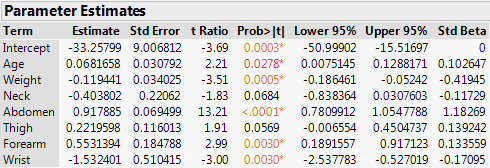 Parameter Estimates
Term Estimate Std Error t Ratio Prob>|t| Lower 95% Upper 95% Std Beta
Intercept -33.25799 9.006812 -3.69 0.0003* -50.99902 -15.51697 0
Age 0.0681658 0.030792 2.21 0.0278* 0.0075145 0.1288171 0.102647
Weight -0.119441 0.034025 -3.51 0.0005* -0.186461 -0.05242 -0.41945
Neck -0.403802 0.22062 -1.83 0.0684 -0.838364 0.0307603 -0.11729
Abdomen 0.917885 0.069499 13.21 <.0001* 0.7809912 1.0547788 1.18269
Thigh 0.2219598 0.116013 1.91 0.0569 -0.006554 0.4504737 0.139242
Forearm 0.5531394 0.184788 2.99 0.0030* 0.1891557 0.917123 0.133559
Wrist -1.532401 0.510415 -3.00 0.0030* -2.537783 -0.527019 -0.17095